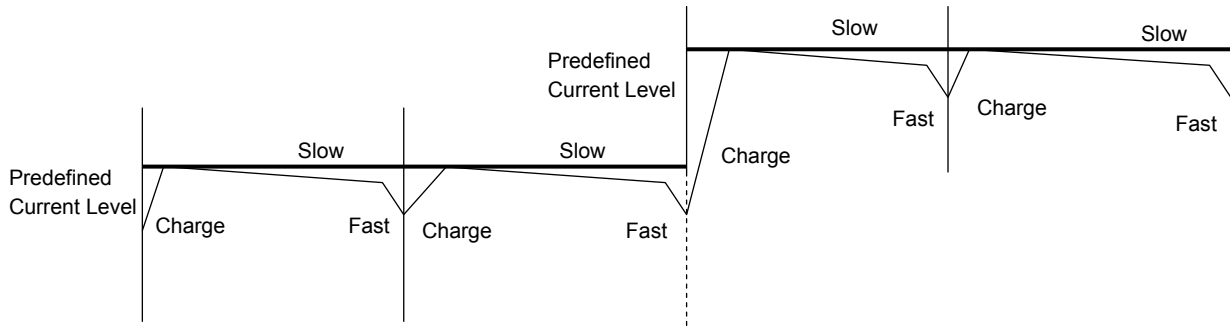 Slow
Slow
Predefined
Current Level
Fast
Charge
Fast
Charge
Slow
Slow
Predefined
Current Level
Charge
Fast
Charge
Fast